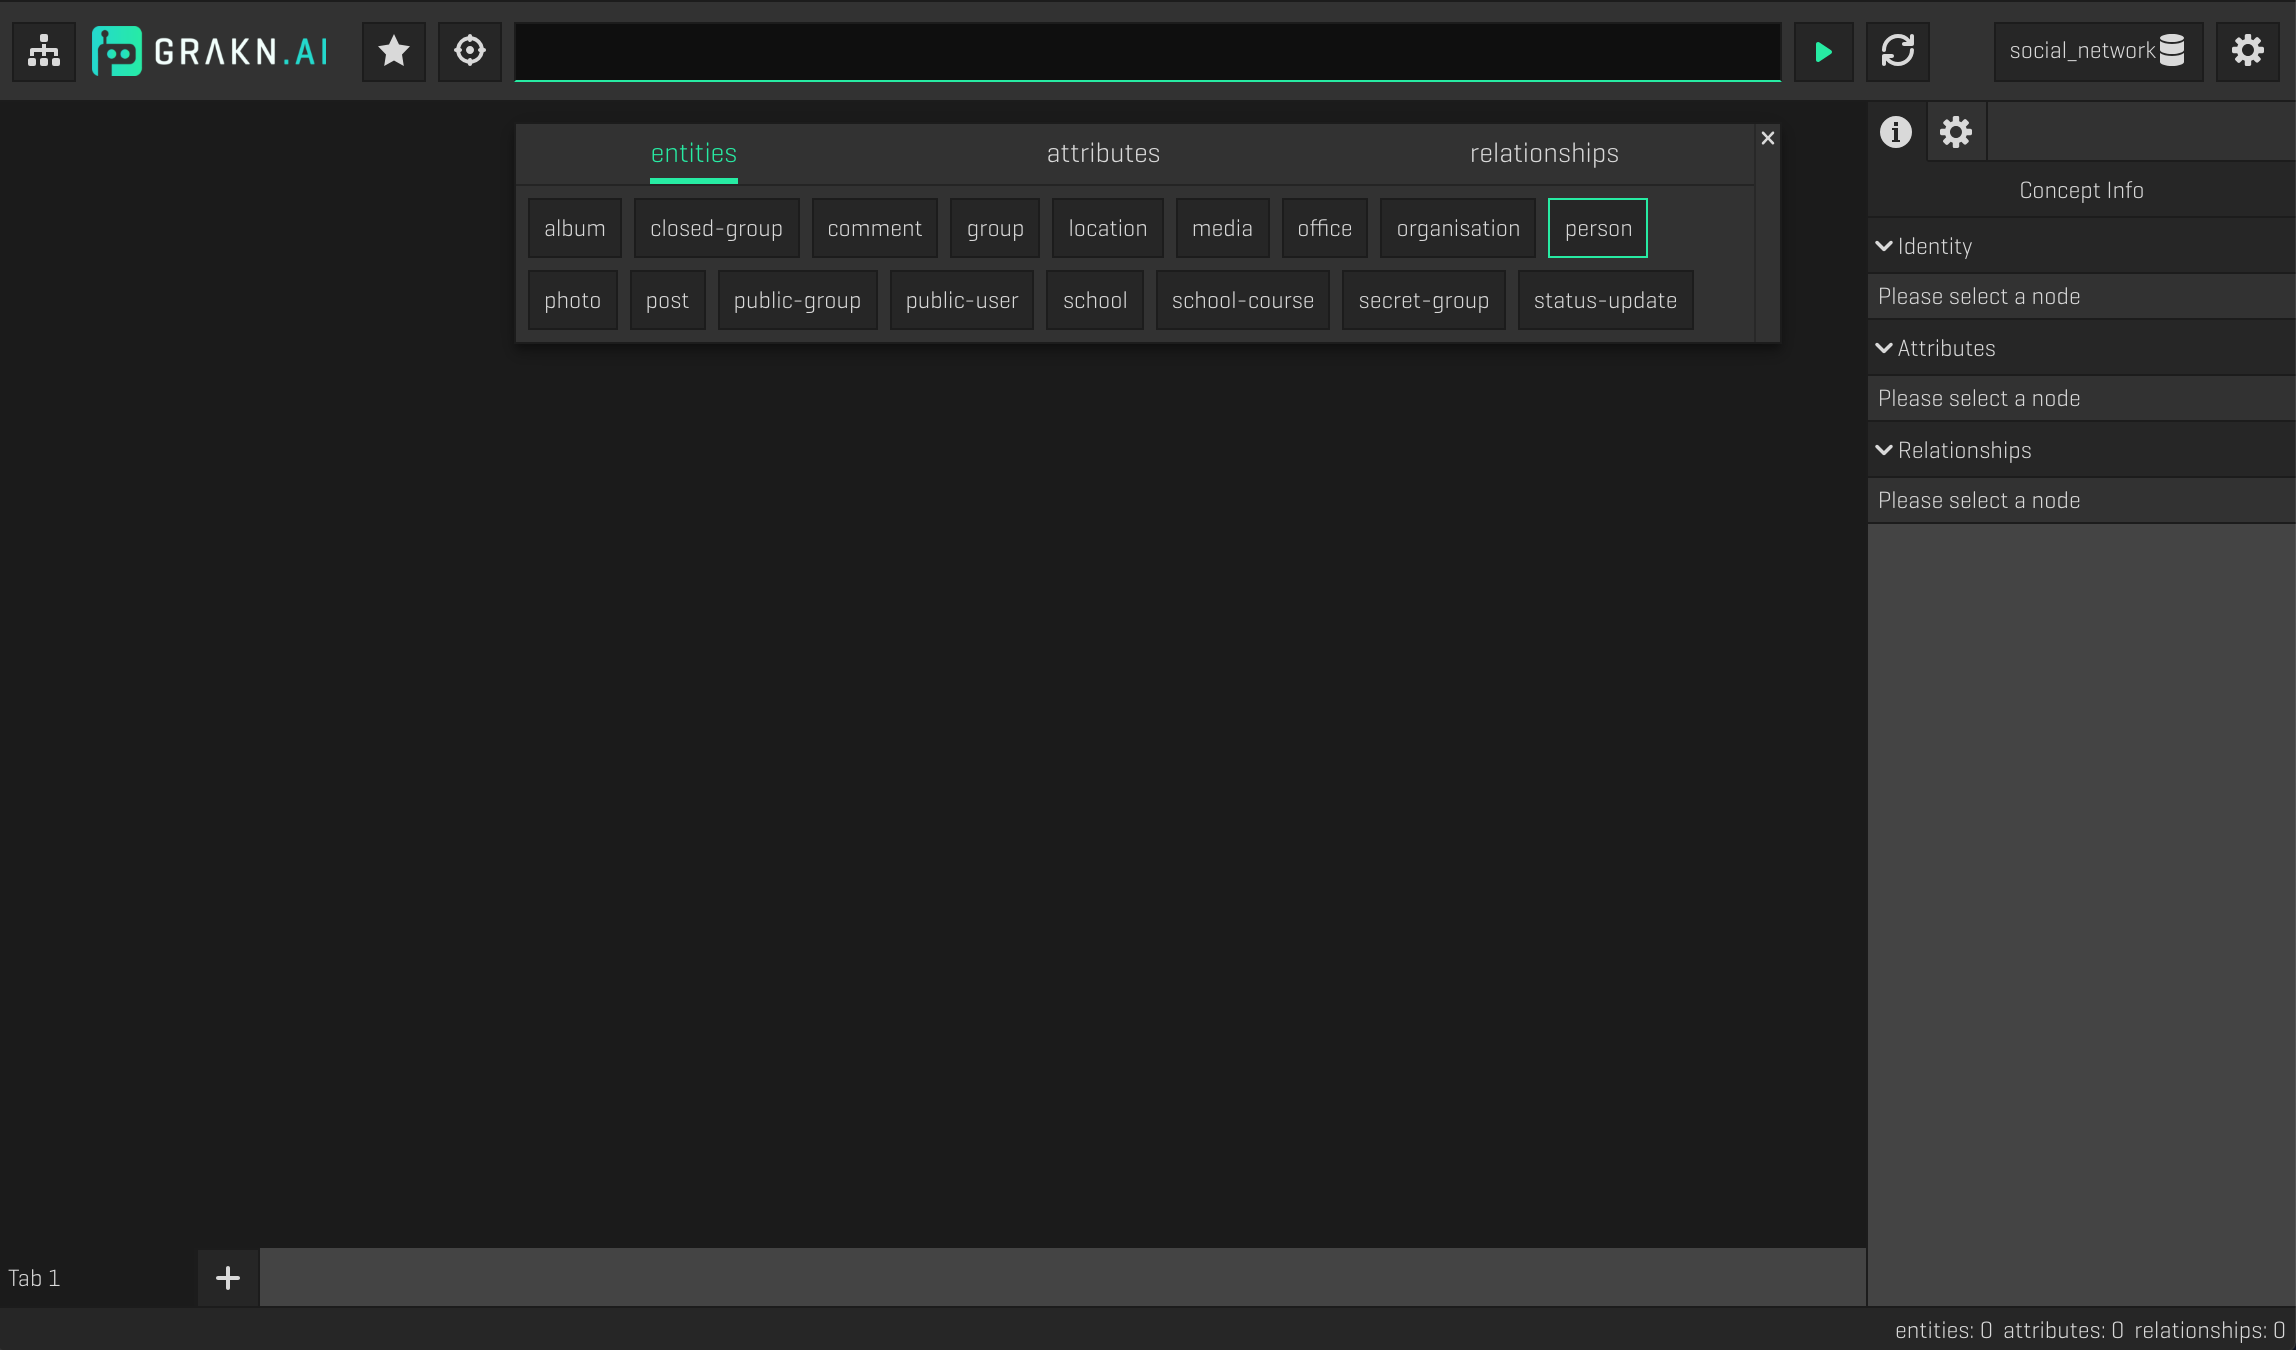 GRAKN.AI
social_network
entities attributes relationships
album closed-group comment group location media office organisation person
photo post public-group public-user school school-course secret-group status-update
Concept Info
Identity
Please select a node
Attributes
Please select a node
Relationships
Please select a node
Tab 1
entities: 0 attributes: 0 relationships: 0